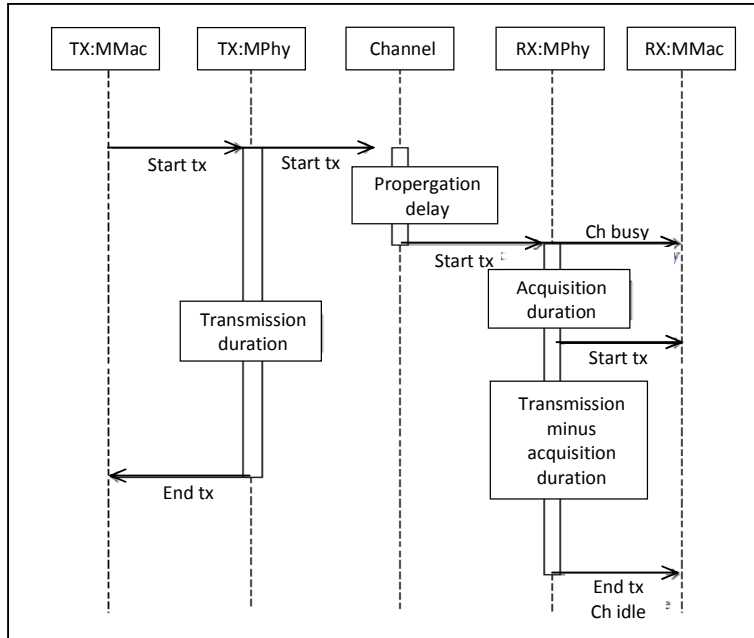 TX:MMac
TX:MPhy
Channel
RX:MPhy
RX:MMac
Start tx
Start tx
Propergation
delay
Start tx
Ch busy
Acquisition
duration
Transmission
duration
Start tx
Transmission
minus
acquisition
duration
End tx
End tx
Ch idle